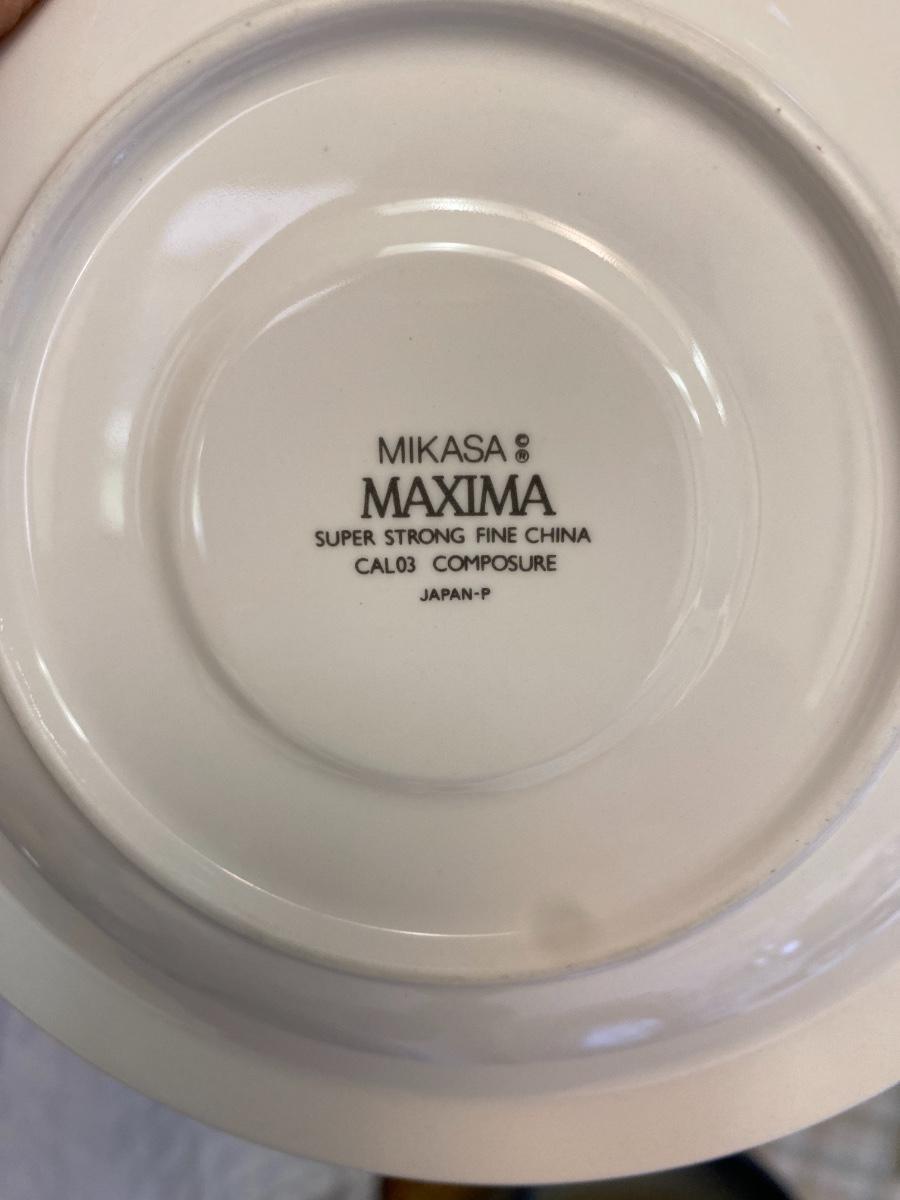 MIKASA ©®
MAXIMA
SUPER STRONG FINE CHINA
CAL03 COMPOSURE
JAPAN-P